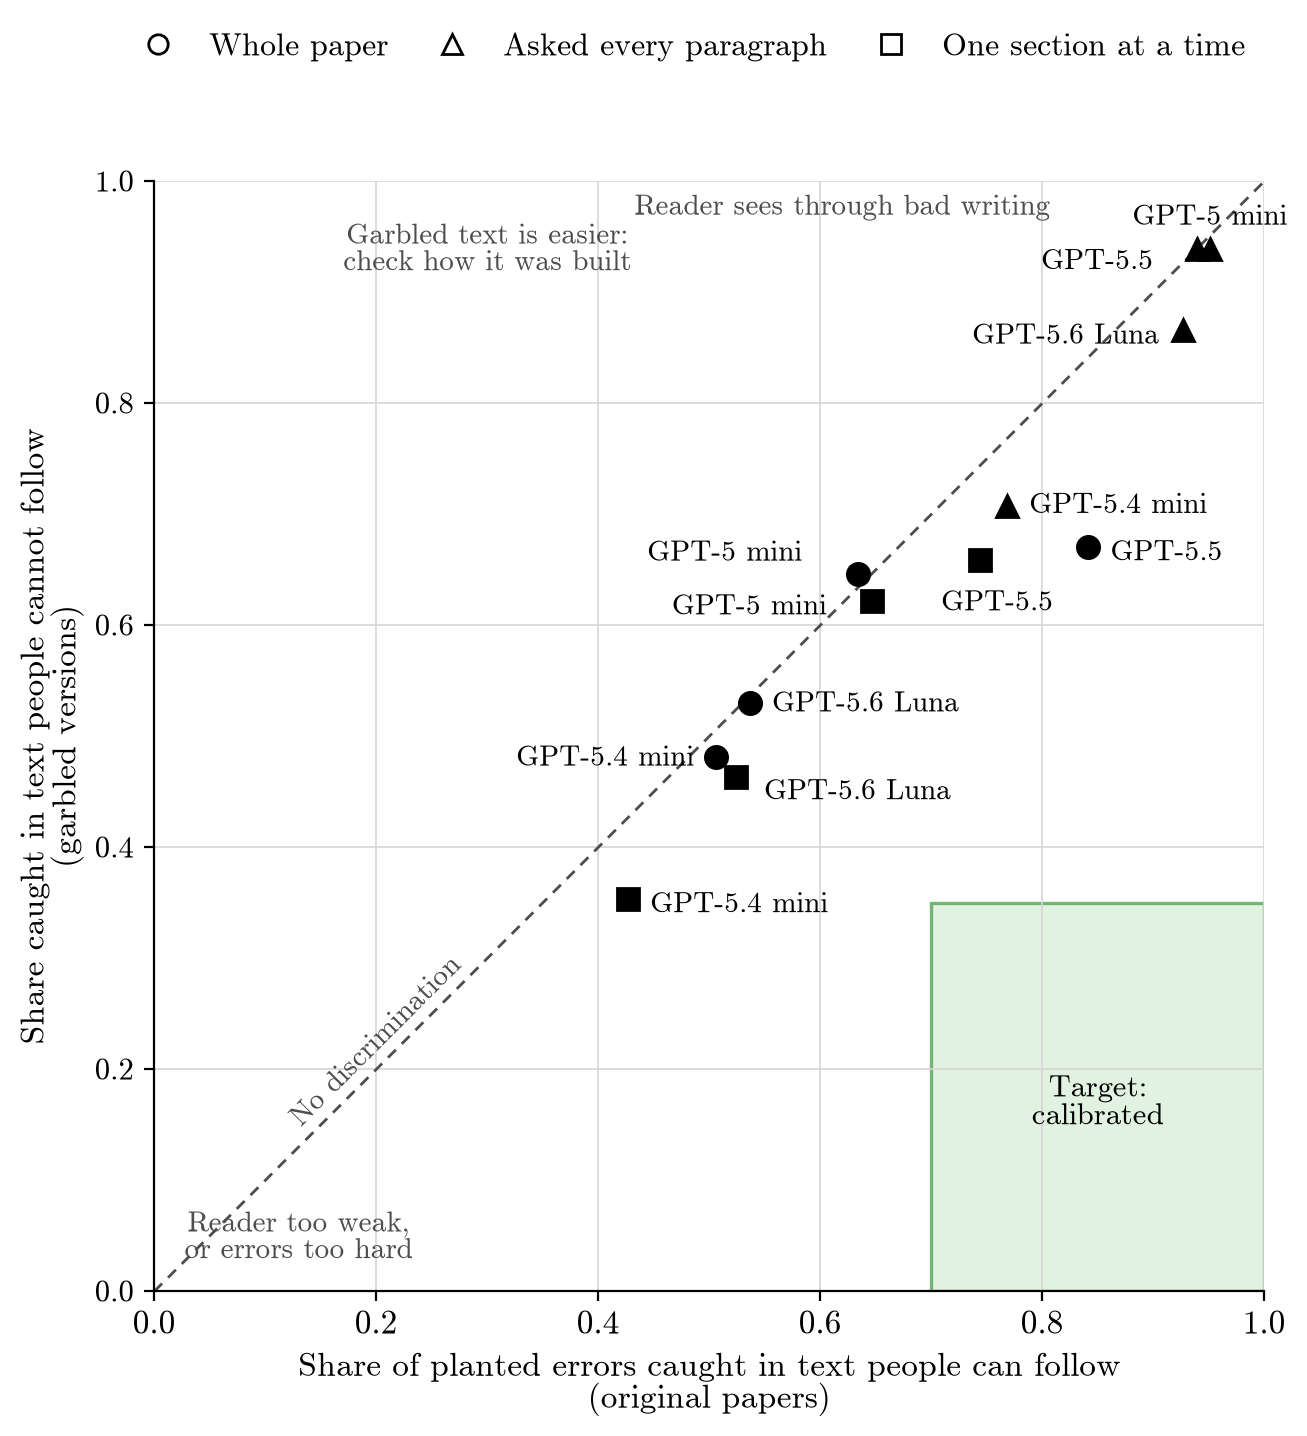 Whole paper
Asked every paragraph
One section at a time
1.0
0.8
0.6
0.4
0.2
0.0
Share caught in text people cannot follow
(garbled versions)
Reader sees through bad writing
Garbled text is easier:
check how it was built
GPT-5 mini
GPT-5.5
GPT-5.6 Luna
GPT-5.4 mini
GPT-5 mini
GPT-5.5
GPT-5 mini
GPT-5.5
GPT-5.6 Luna
GPT-5.4 mini
GPT-5.6 Luna
GPT-5.4 mini
No discrimination
Target:
calibrated
Reader too weak,
or errors too hard
0.0
0.2
0.4
0.6
0.8
1.0
Share of planted errors caught in text people can follow
(original papers)